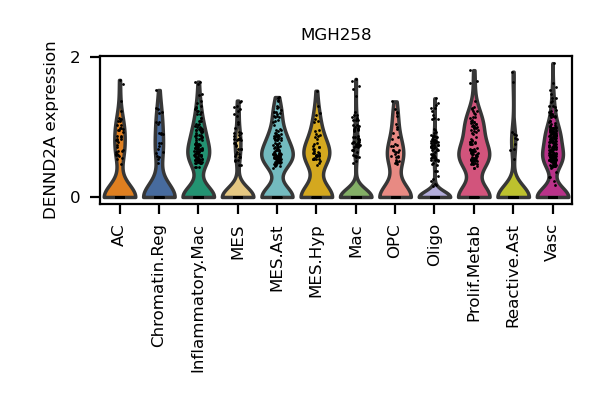 MGH258
DENND2A expression
2
0
AC
Chromatin.Reg
Inflammatory.Mac
MES
MES.Ast
MES.Hyp
Mac
OPC
Oligo
Prolif.Metab
Reactive.Ast
Vasc